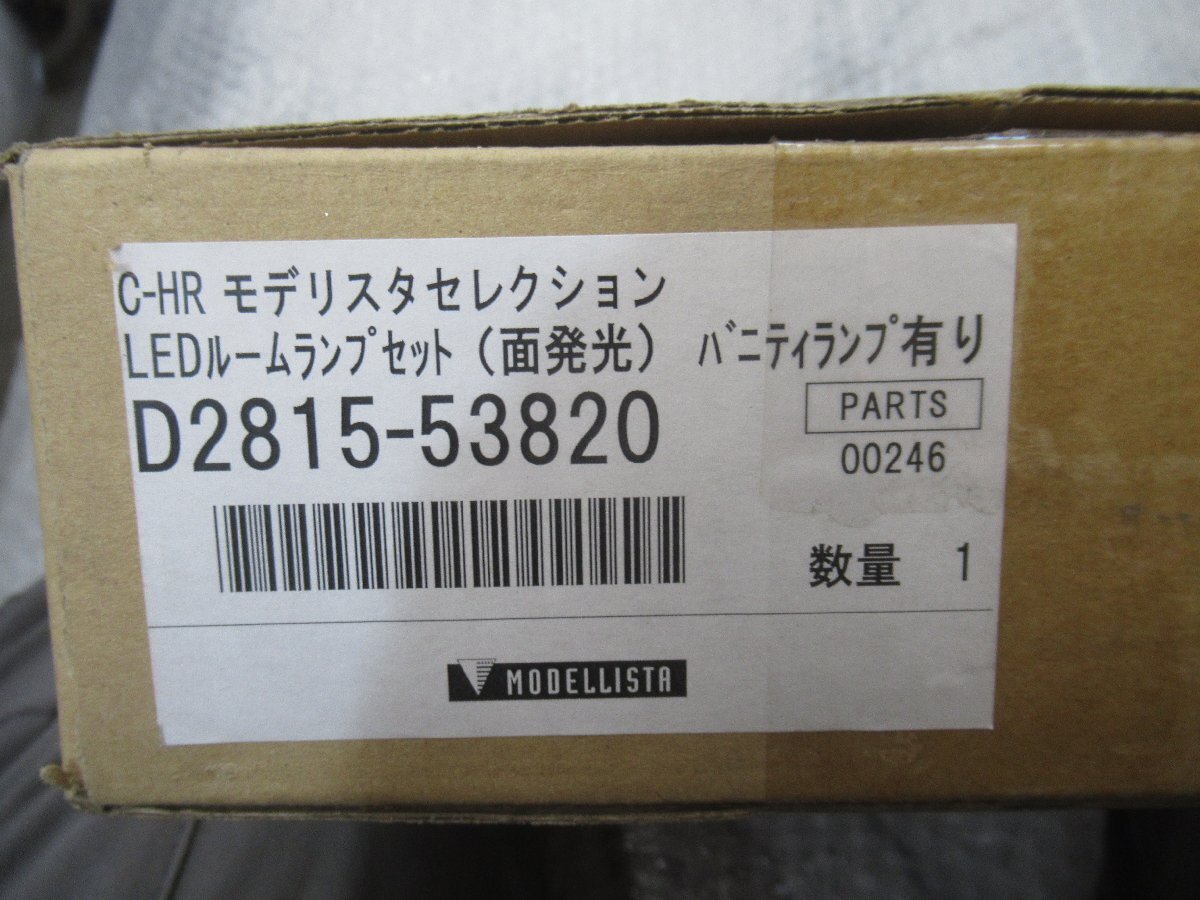 C-HR モデリスタセレクション
LEDﾙｰﾑﾗﾝﾌﾟｾｯﾄ（面発光） ﾊﾞﾆﾃｨﾗﾝﾌﾟ有り
D2815-53820
PARTS
00246
数量 1
MODELLISTA